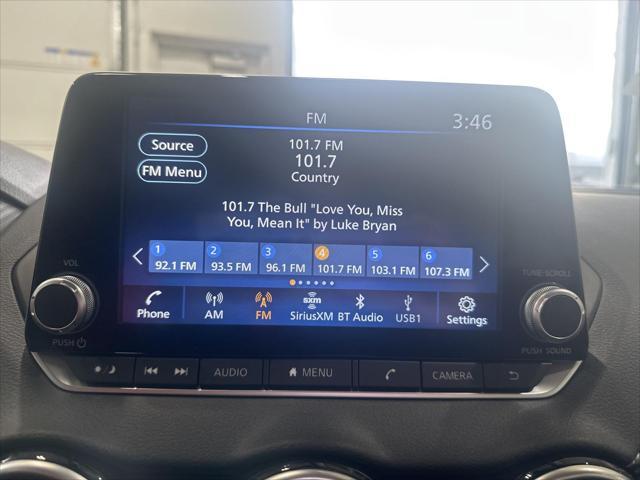 FM
3:46
Source
FM Menu
101.7 FM
101.7
Country
101.7 The Bull "Love You, Miss
You, Mean It" by Luke Bryan
1 2 3 4 5 6
92.1 FM 93.5 FM 96.1 FM 101.7 FM 103.1 FM 107.3 FM
VOL
TUNE·SCROLL
sxm
Phone AM FM SiriusXM BT Audio USB1 Settings
PUSH
PUSH SOUND
AUDIO MENU CAMERA